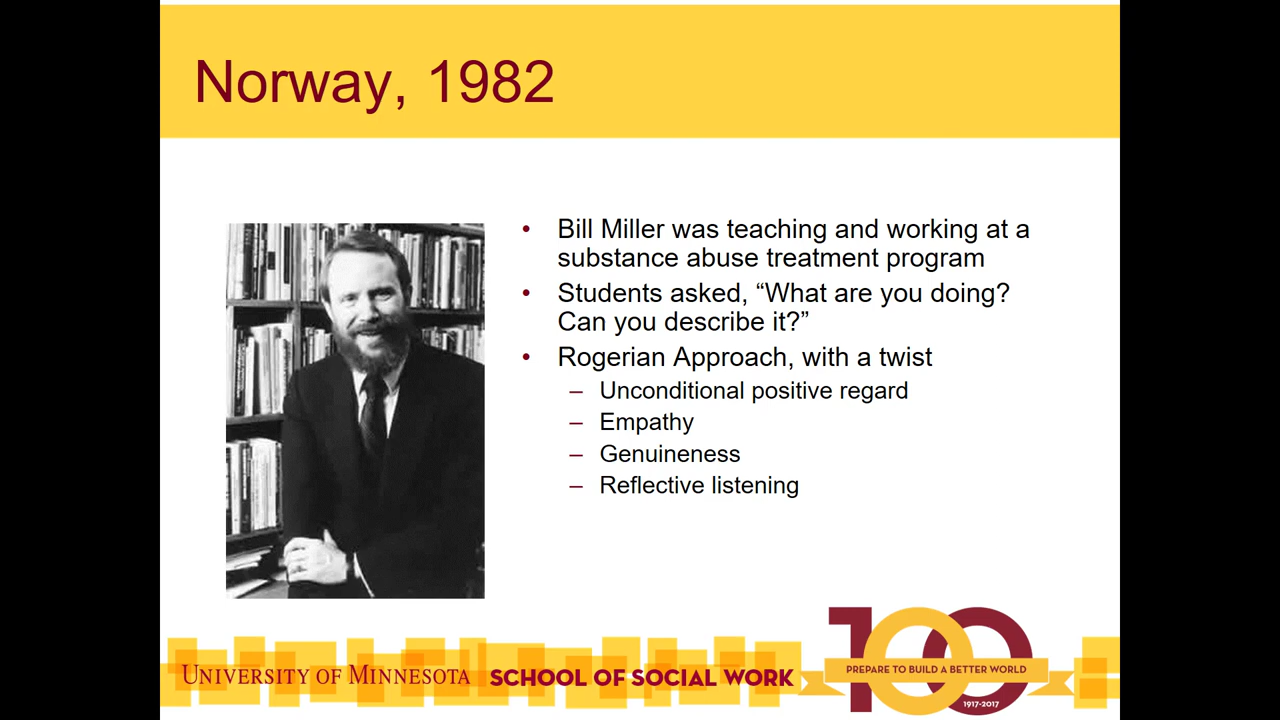 Norway, 1982
• Bill Miller was teaching and working at a
substance abuse treatment program
• Students asked, “What are you doing?
Can you describe it?”
• Rogerian Approach, with a twist
– Unconditional positive regard
– Empathy
– Genuineness
– Reflective listening
UNIVERSITY OF MINNESOTA SCHOOL OF SOCIAL WORK
100
PREPARE TO BUILD A BETTER WORLD
1917-2017